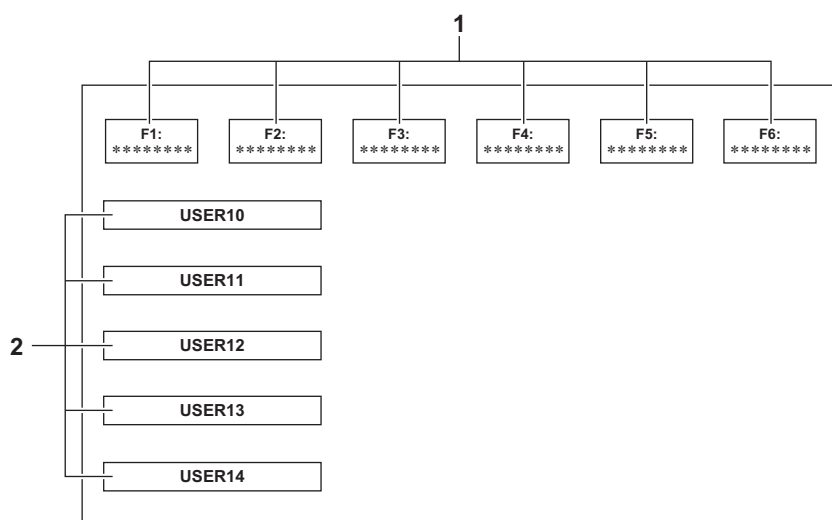 1
F1: F2: F3: F4: F5: F6:
******** ******** ******** ******** ******** ********
USER10
USER11
2 USER12
USER13
USER14